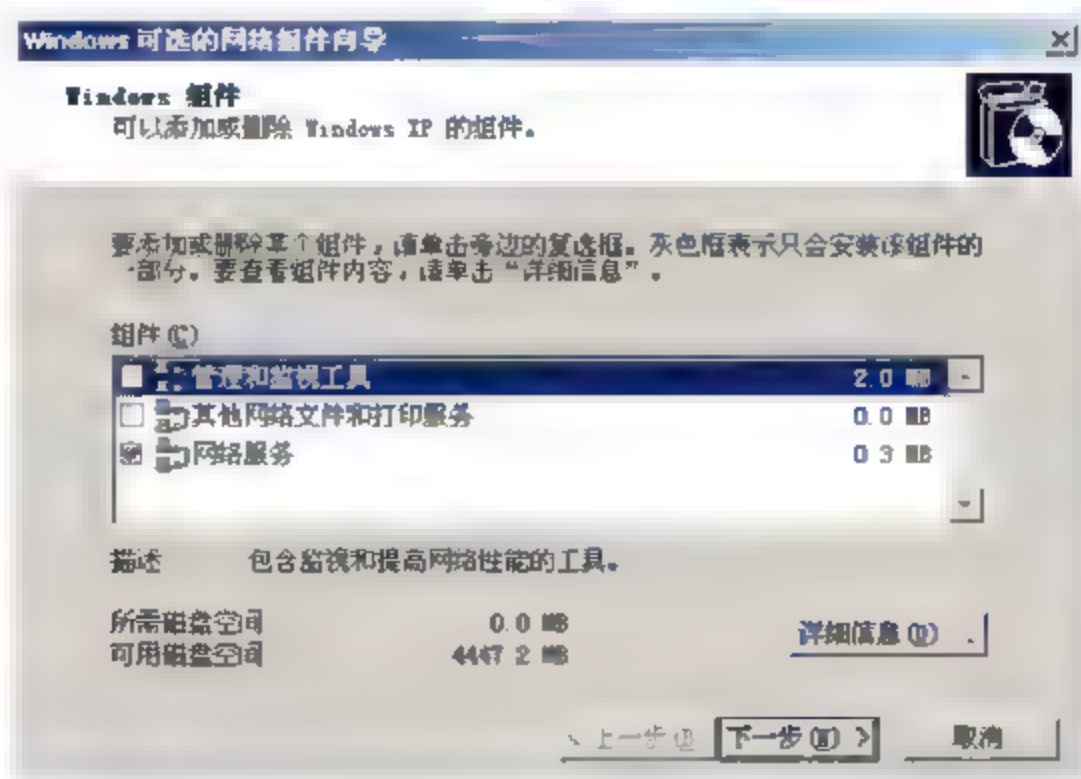 Windows 可选的网络组件向导
Windows 组件
可以添加或删除 Windows XP 的组件。
要添加或删除某个组件，请单击旁边的复选框。灰色框表示只会安装该组件的
一部分。要查看组件内容，请单击“详细信息”。
组件(C)
管理和监视工具 2.0 MB
其他网络文件和打印服务 0.0 MB
网络服务 0.3 MB
描述 包含监视和提高网络性能的工具。
所需磁盘空间 0.0 MB
可用磁盘空间 4447.2 MB
详细信息(D)
< 上一步(B) 下一步(N) > 取消